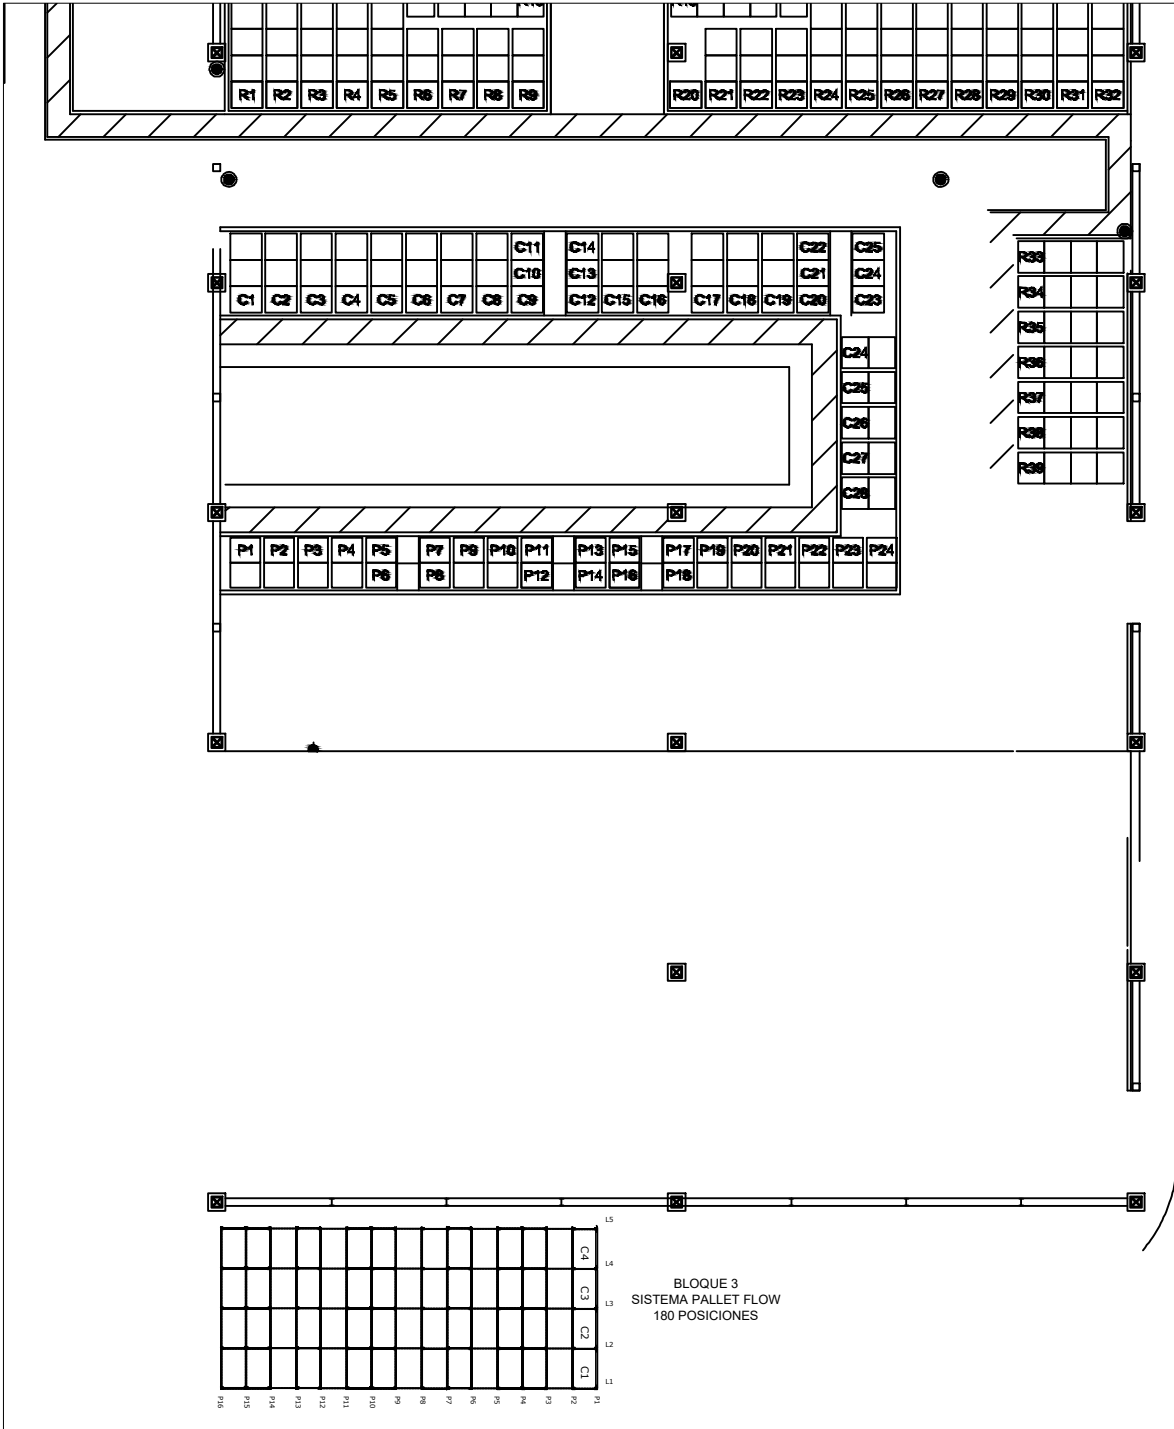 R1 R2 R3 R4 R5 R6 R7 R8 R9 R20 R21 R22 R23 R24 R25 R26 R27 R28 R29 R30 R31 R32
C11 C14 C22 C25
R33
C10 C13 C21 C24
R34
C1 C2 C3 C4 C5 C6 C7 C8 C9 C12 C15 C16 C17 C18 C19 C20 C23
R35
C24
R36
C25
R37
C26
R38
C27
R39
C28
P1 P2 P3 P4 P5 P7 P9 P10 P11 P13 P15 P17 P19 P20 P21 P22 P23 P24
P6 P8 P12 P14 P16 P18
L5
C4
L4
BLOQUE 3
C3
SISTEMA PALLET FLOW
L3
180 POSICIONES
C2
L2
C1
L1
P16 P15 P14 P13 P12 P11 P10 P9 P8 P7 P6 P5 P4 P3 P2 P1